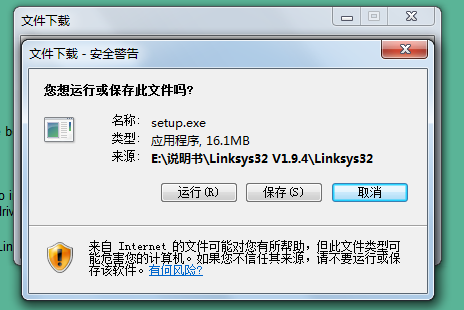 文件下载
文件下载 - 安全警告
您想运行或保存此文件吗?
名称: setup.exe
类型: 应用程序, 16.1MB
来源: E:\说明书\Linksys32 V1.9.4\Linksys32
运行(R) 保存(S) 取消
来自 Internet 的文件可能对您有所帮助，但此文件类型可
能危害您的计算机。如果您不信任其来源，请不要运行或保
存该软件。有何风险?